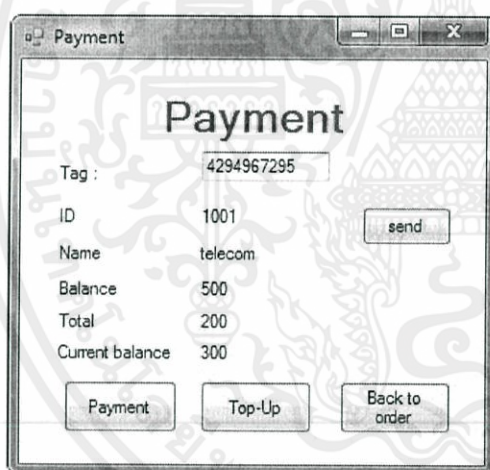 Payment
Payment
Tag : 4294967295
ID 1001
send
Name telecom
Balance 500
Total 200
Current balance 300
Payment Top-Up Back to
order